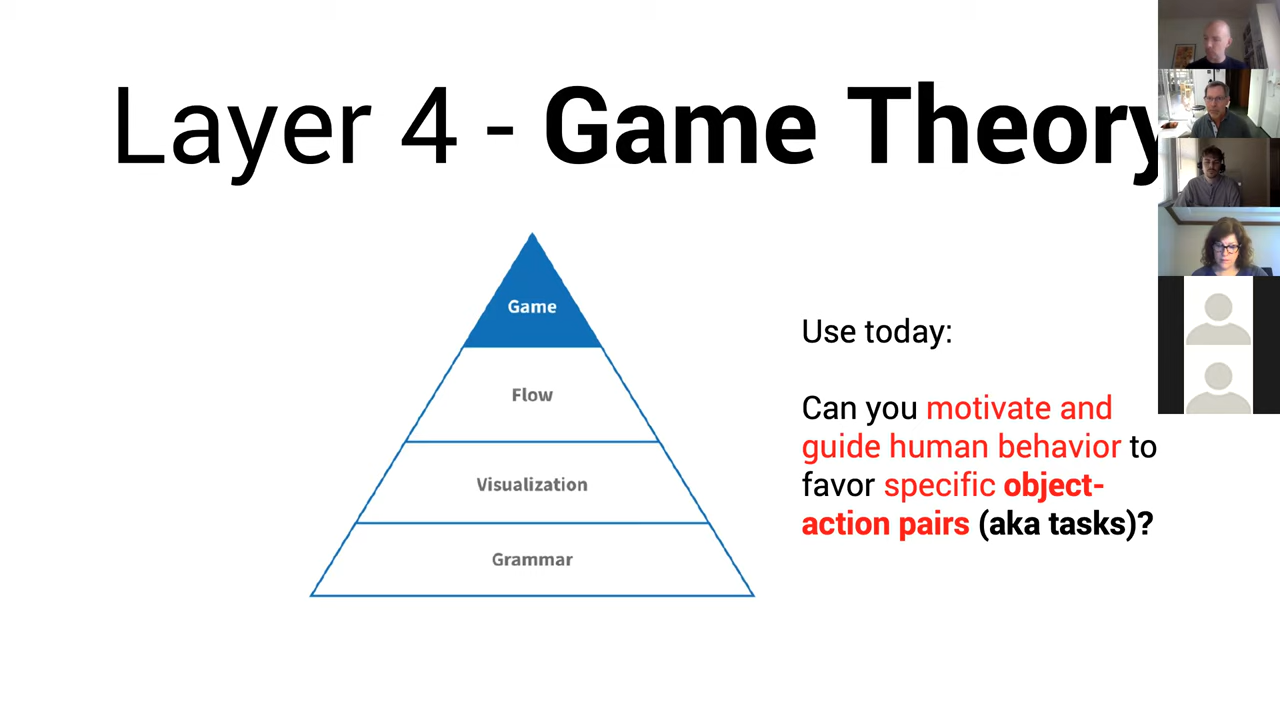 Layer 4 - Game Theory
Game
Flow
Visualization
Grammar
Use today:
Can you motivate and
guide human behavior to
favor specific object-
action pairs (aka tasks)?